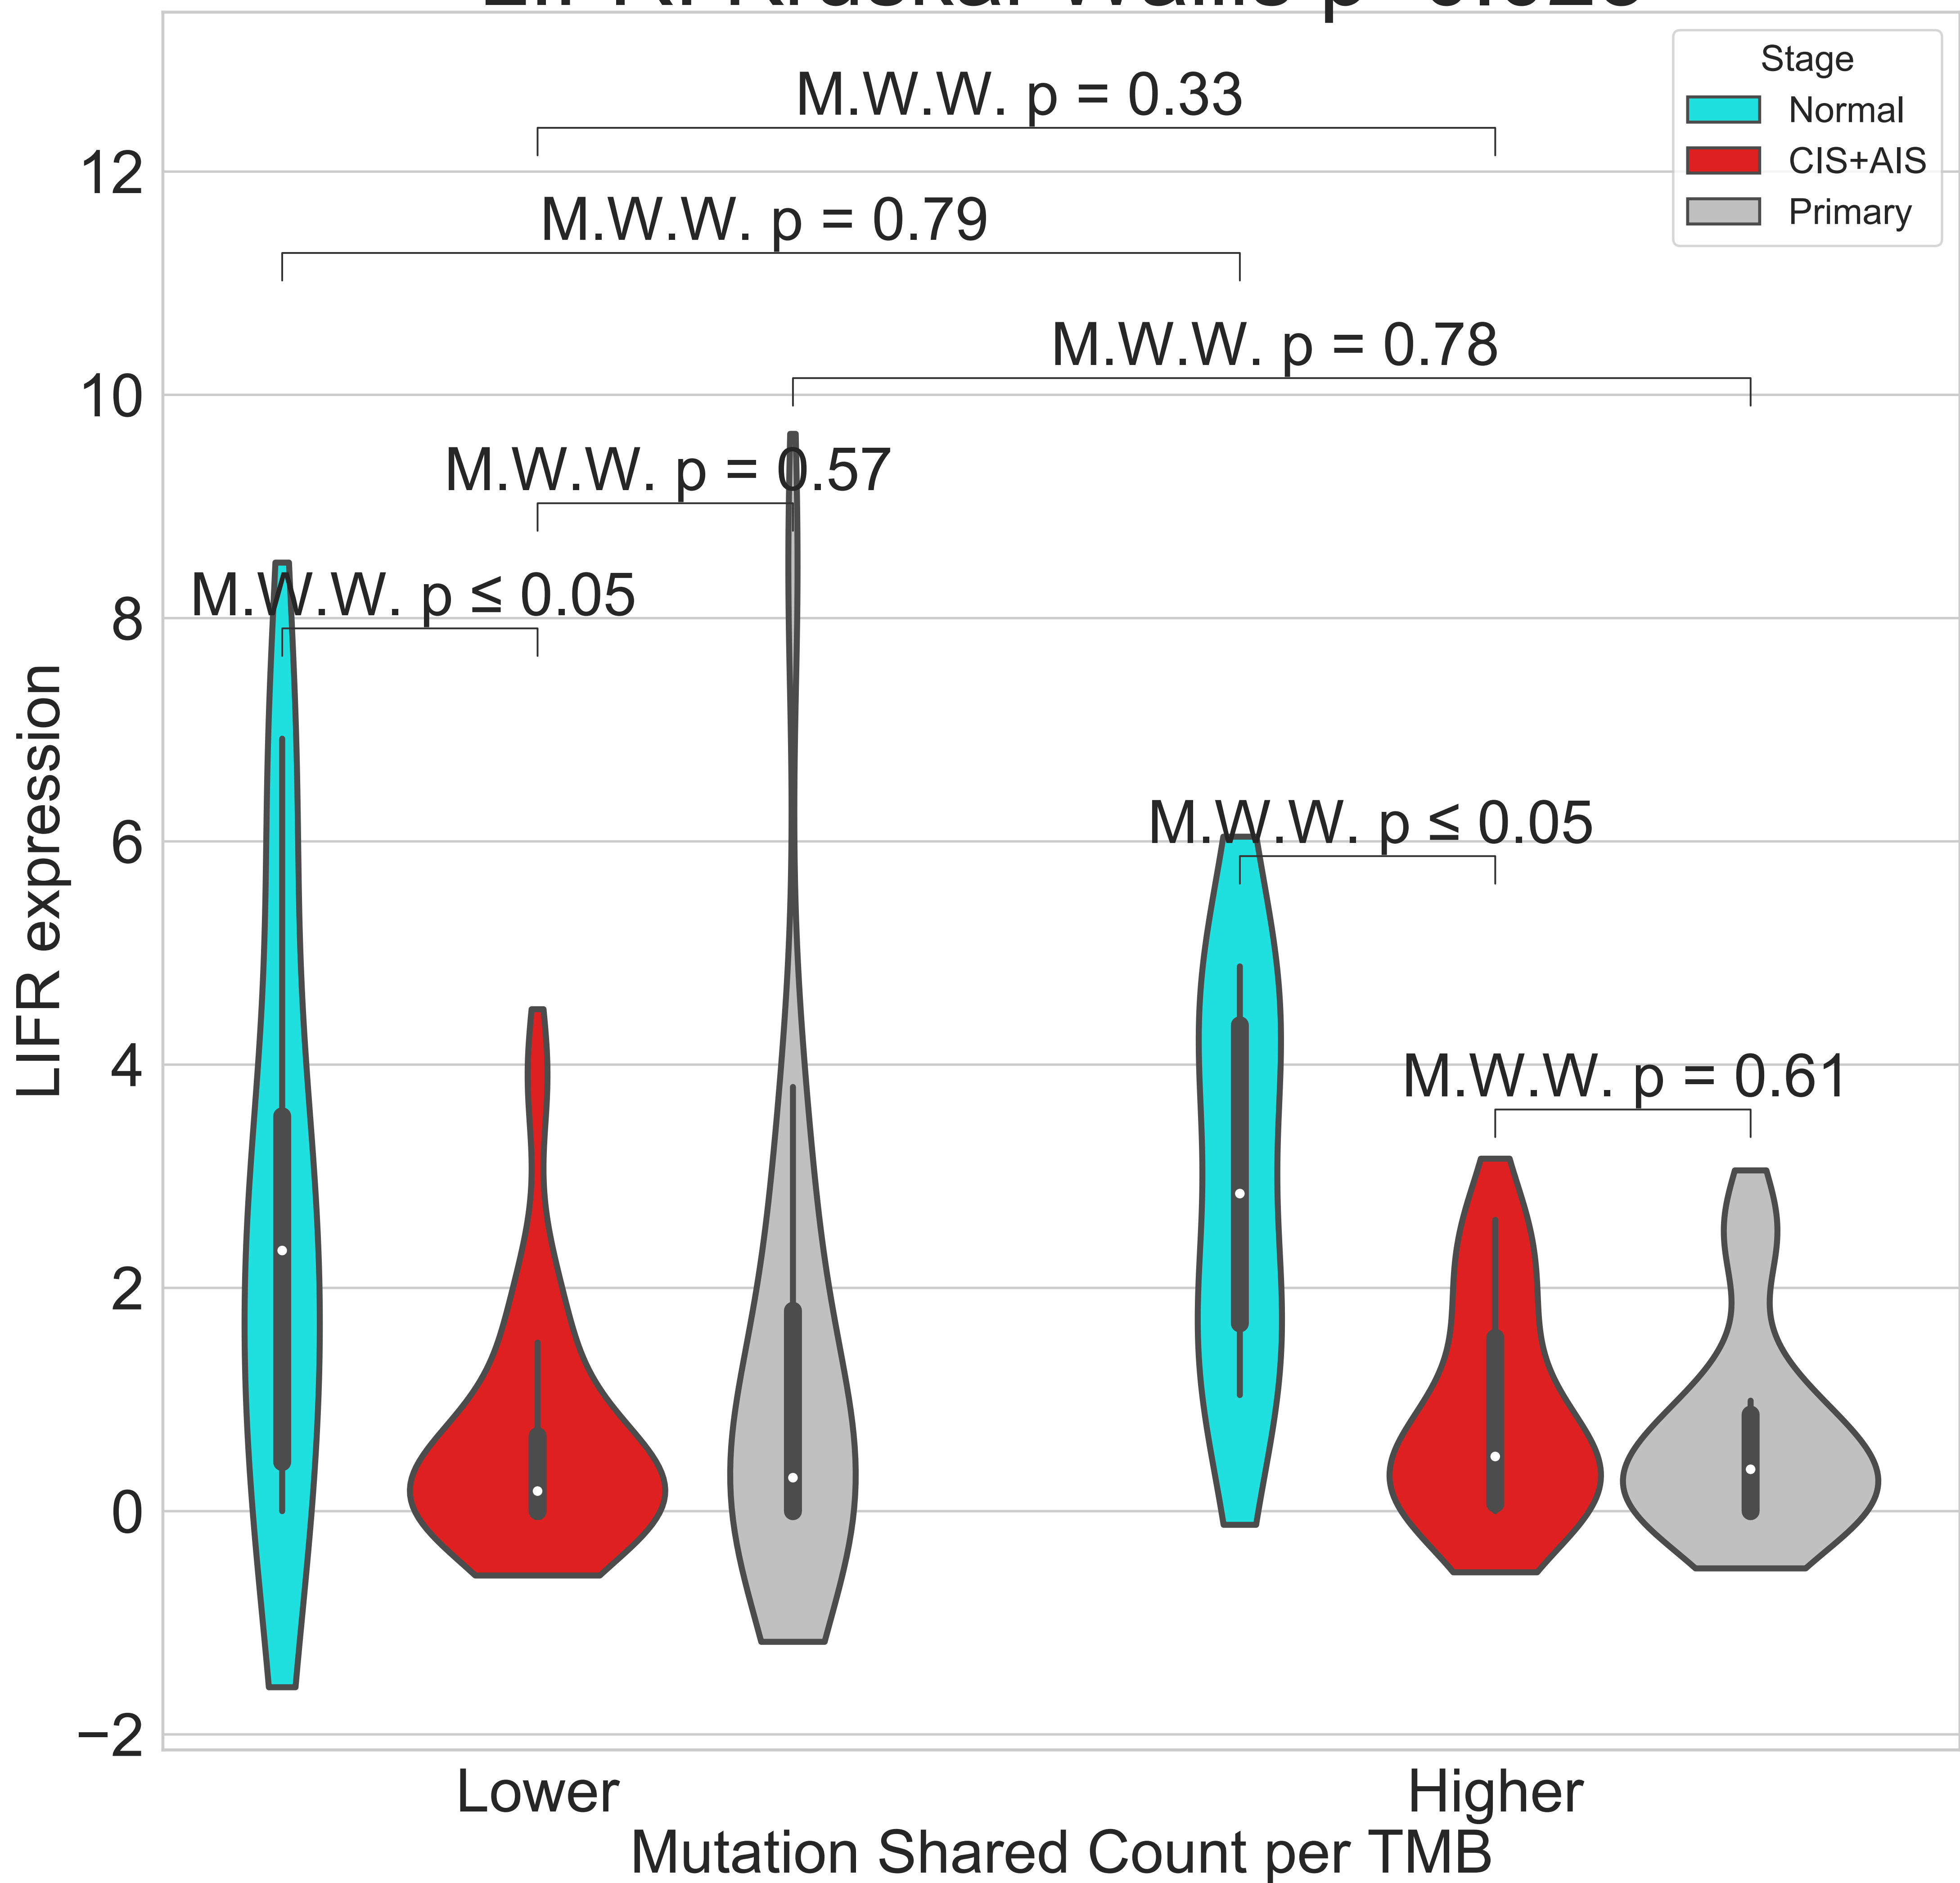 Stage
Normal
CIS+AIS
Primary
M.W.W. p = 0.33
M.W.W. p = 0.79
M.W.W. p = 0.78
M.W.W. p = 0.57
M.W.W. p ≤ 0.05
M.W.W. p ≤ 0.05
M.W.W. p = 0.61
12
10
8
6
4
2
0
−2
LIFR expression
Lower
Higher
Mutation Shared Count per TMB